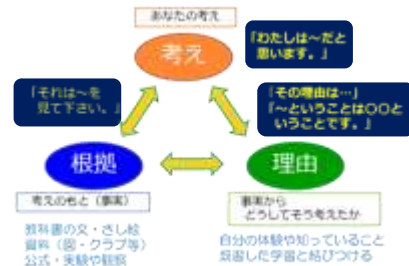 あなたの考え
考え
「わたしは～だと
思います。」
「それは～を
見て下さい。」
「その理由は…」
「～ということは〇〇と
いうことです。」
根拠
理由
考えのもと（事実）
事実から
どうしてそう考えたか
教科書の文・さし絵
資料（図・グラフ等）
公式・実験や観察
自分の体験や知っていること
既習した学習と結びつける